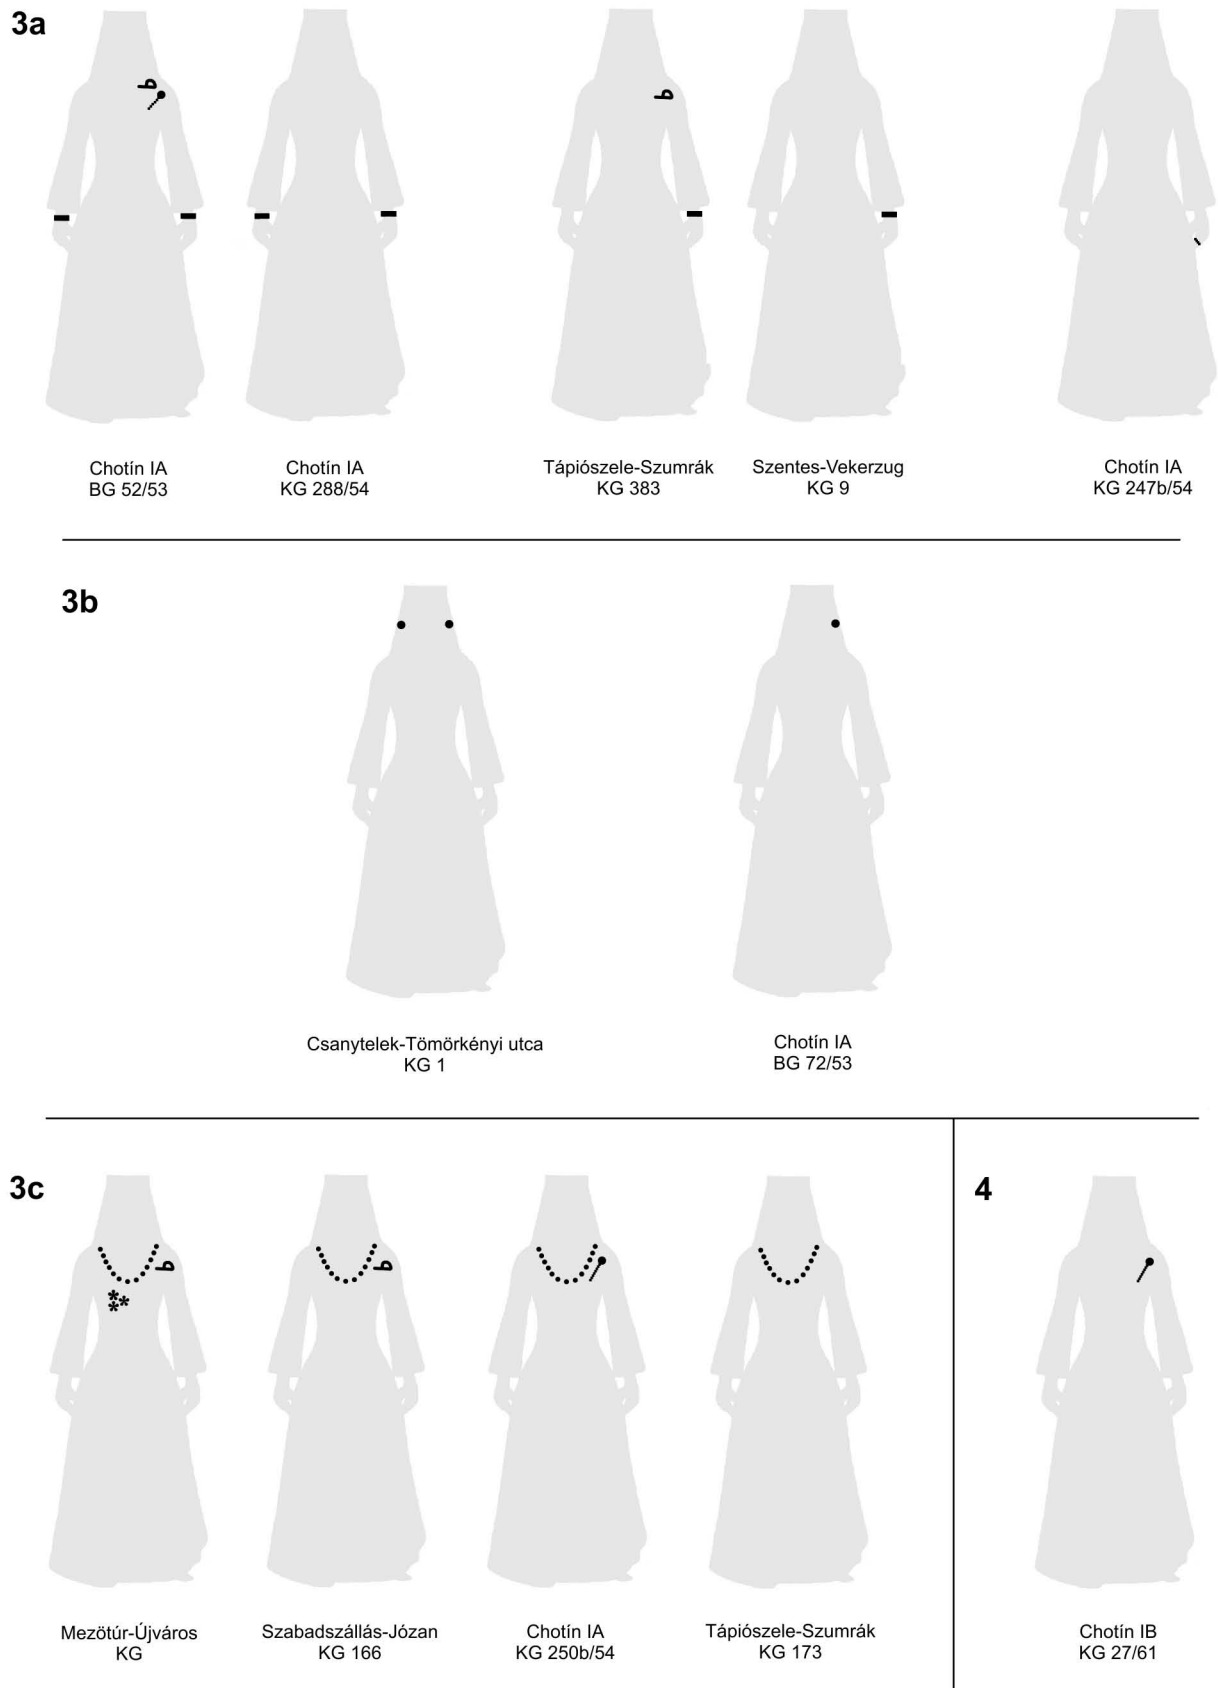 3a
Chotín IA
BG 52/53
Chotín IA
KG 288/54
Tápiószele-Szumrák
KG 383
Szentes-Vekerzug
KG 9
Chotín IA
KG 247b/54
3b
Csanytelek-Tömörkényi utca
KG 1
Chotín IA
BG 72/53
3c
Mezötúr-Újváros
KG
Szabadszállás-Józan
KG 166
Chotín IA
KG 250b/54
Tápiószele-Szumrák
KG 173
4
Chotín IB
KG 27/61